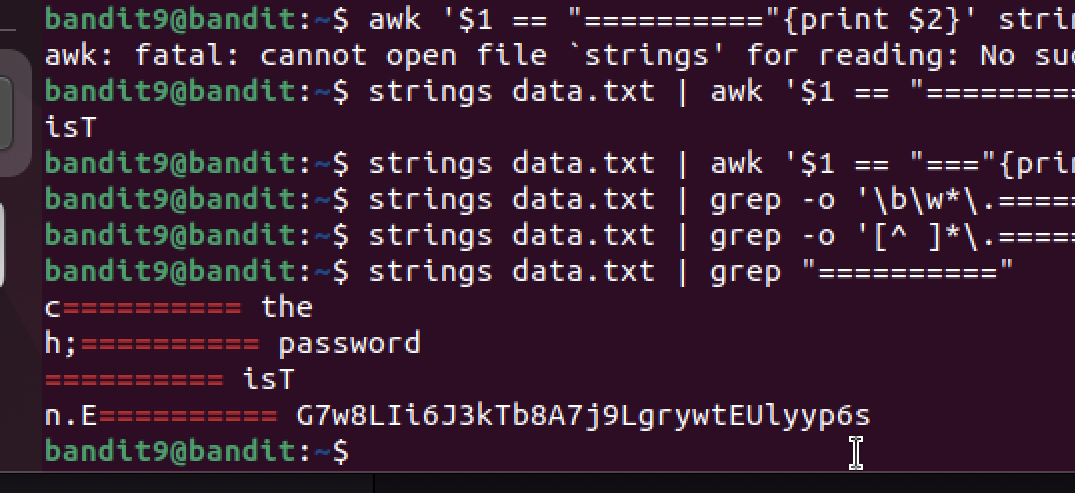 bandit9@bandit:~$ awk '$1 == "=========="{print $2}' strin
awk: fatal: cannot open file `strings' for reading: No suc
bandit9@bandit:~$ strings data.txt | awk '$1 == "=========
isT
bandit9@bandit:~$ strings data.txt | awk '$1 == "==="{prin
bandit9@bandit:~$ strings data.txt | grep -o '\b\w*\.=====
bandit9@bandit:~$ strings data.txt | grep -o '[^ ]*\.=====
bandit9@bandit:~$ strings data.txt | grep "=========="
c========== the
h;========== password
========== isT
n.E========== G7w8LIi6J3kTb8A7j9LgrywtEUlyyp6s
bandit9@bandit:~$